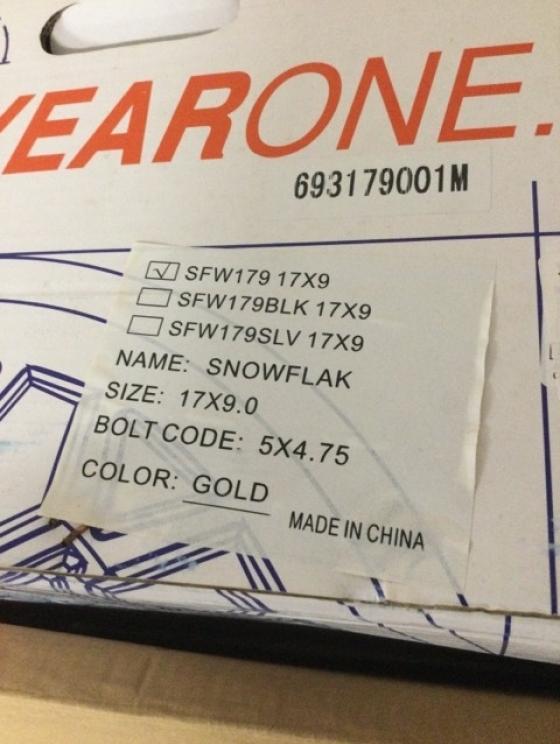 YEARONE.
693179001M
☑ SFW179 17X9
☐ SFW179BLK 17X9
☐ SFW179SLV 17X9
NAME: SNOWFLAK
SIZE: 17X9.0
BOLT CODE: 5X4.75
COLOR: GOLD
MADE IN CHINA